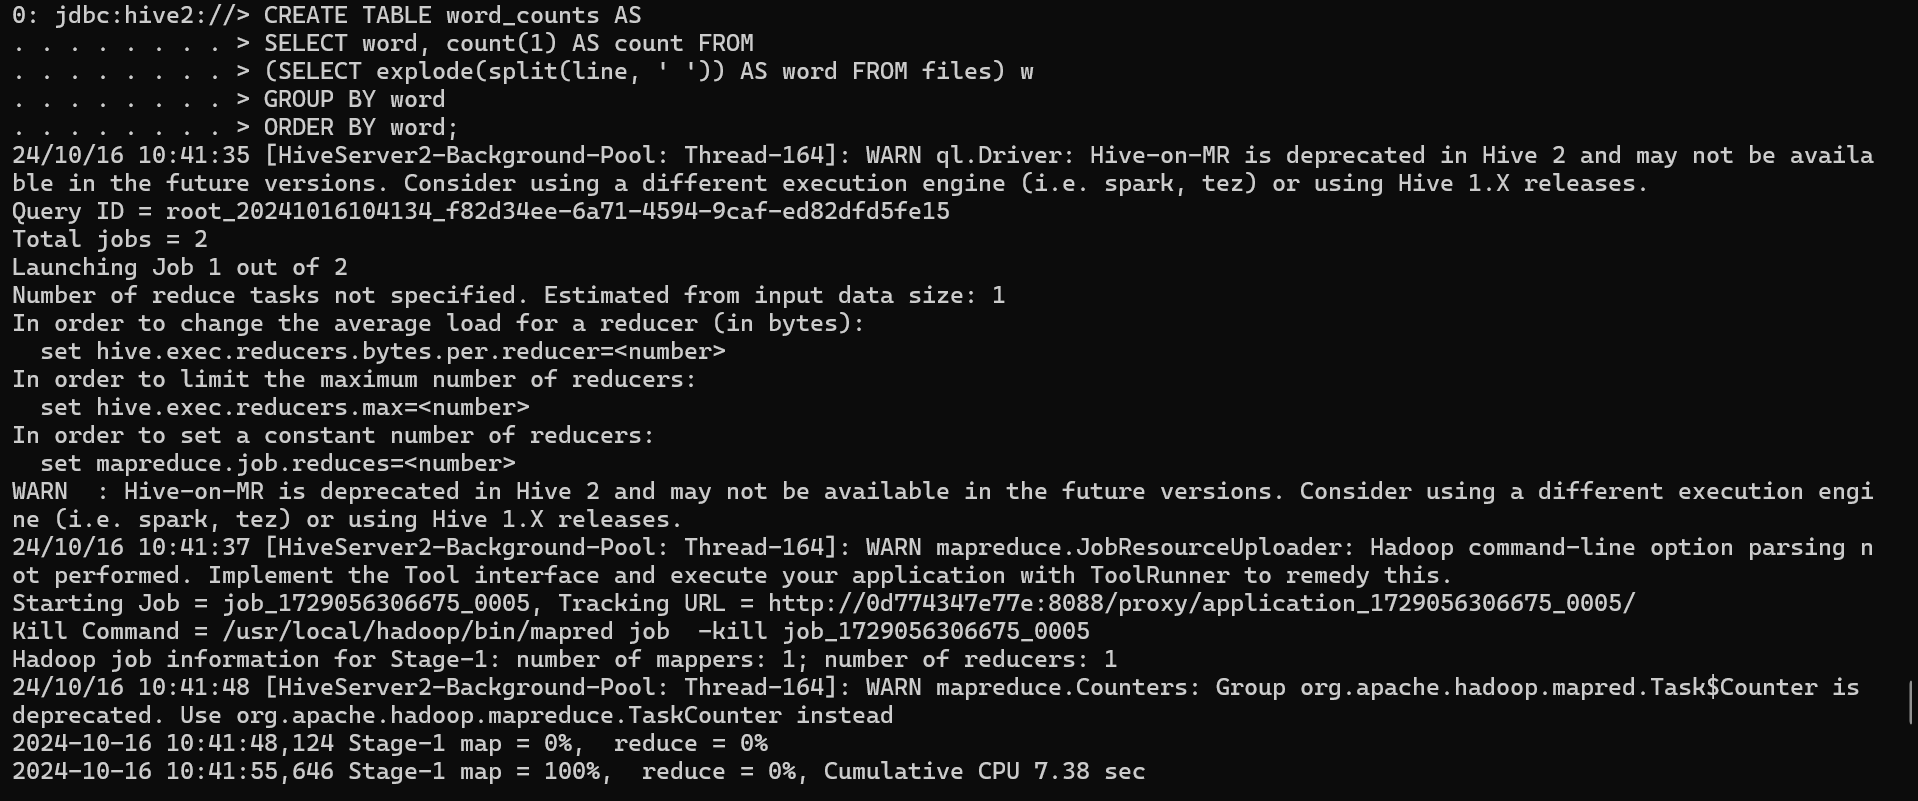 0: jdbc:hive2://> CREATE TABLE word_counts AS
. . . . . . . . > SELECT word, count(1) AS count FROM
. . . . . . . . > (SELECT explode(split(line, ' ')) AS word FROM files) w
. . . . . . . . > GROUP BY word
. . . . . . . . > ORDER BY word;
24/10/16 10:41:35 [HiveServer2-Background-Pool: Thread-164]: WARN ql.Driver: Hive-on-MR is deprecated in Hive 2 and may not be availa
ble in the future versions. Consider using a different execution engine (i.e. spark, tez) or using Hive 1.X releases.
Query ID = root_20241016104134_f82d34ee-6a71-4594-9caf-ed82dfd5fe15
Total jobs = 2
Launching Job 1 out of 2
Number of reduce tasks not specified. Estimated from input data size: 1
In order to change the average load for a reducer (in bytes):
  set hive.exec.reducers.bytes.per.reducer=<number>
In order to limit the maximum number of reducers:
  set hive.exec.reducers.max=<number>
In order to set a constant number of reducers:
  set mapreduce.job.reduces=<number>
WARN  : Hive-on-MR is deprecated in Hive 2 and may not be available in the future versions. Consider using a different execution engi
ne (i.e. spark, tez) or using Hive 1.X releases.
24/10/16 10:41:37 [HiveServer2-Background-Pool: Thread-164]: WARN mapreduce.JobResourceUploader: Hadoop command-line option parsing n
ot performed. Implement the Tool interface and execute your application with ToolRunner to remedy this.
Starting Job = job_1729056306675_0005, Tracking URL = http://0d774347e77e:8088/proxy/application_1729056306675_0005/
Kill Command = /usr/local/hadoop/bin/mapred job  -kill job_1729056306675_0005
Hadoop job information for Stage-1: number of mappers: 1; number of reducers: 1
24/10/16 10:41:48 [HiveServer2-Background-Pool: Thread-164]: WARN mapreduce.Counters: Group org.apache.hadoop.mapred.Task$Counter is
deprecated. Use org.apache.hadoop.mapreduce.TaskCounter instead
2024-10-16 10:41:48,124 Stage-1 map = 0%,  reduce = 0%
2024-10-16 10:41:55,646 Stage-1 map = 100%,  reduce = 0%, Cumulative CPU 7.38 sec